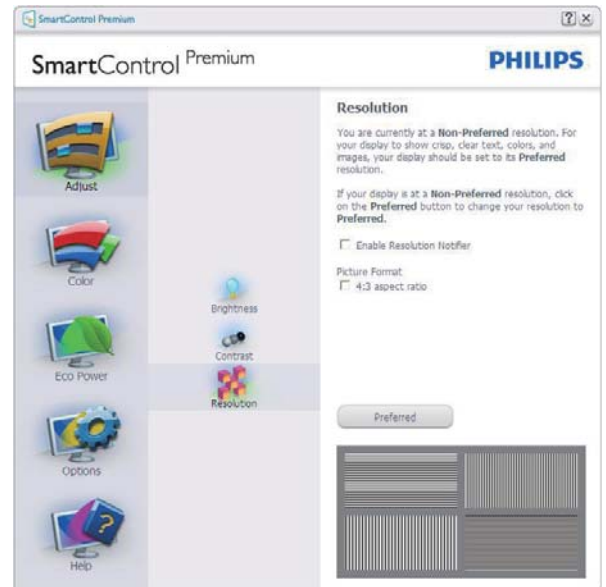 SmartControl Premium
SmartControl Premium
PHILIPS
Adjust
Color
Eco Power
Options
Help
Brightness
Contrast
Resolution
Resolution
You are currently at a Non-Preferred resolution. For
your display to show crisp, clear text, colors, and
images, your display should be set to its Preferred
resolution.
If your display is at a Non-Preferred resolution, click
on the Preferred button to change your resolution to
Preferred.
Enable Resolution Notifier
Picture Format
4:3 aspect ratio
Preferred